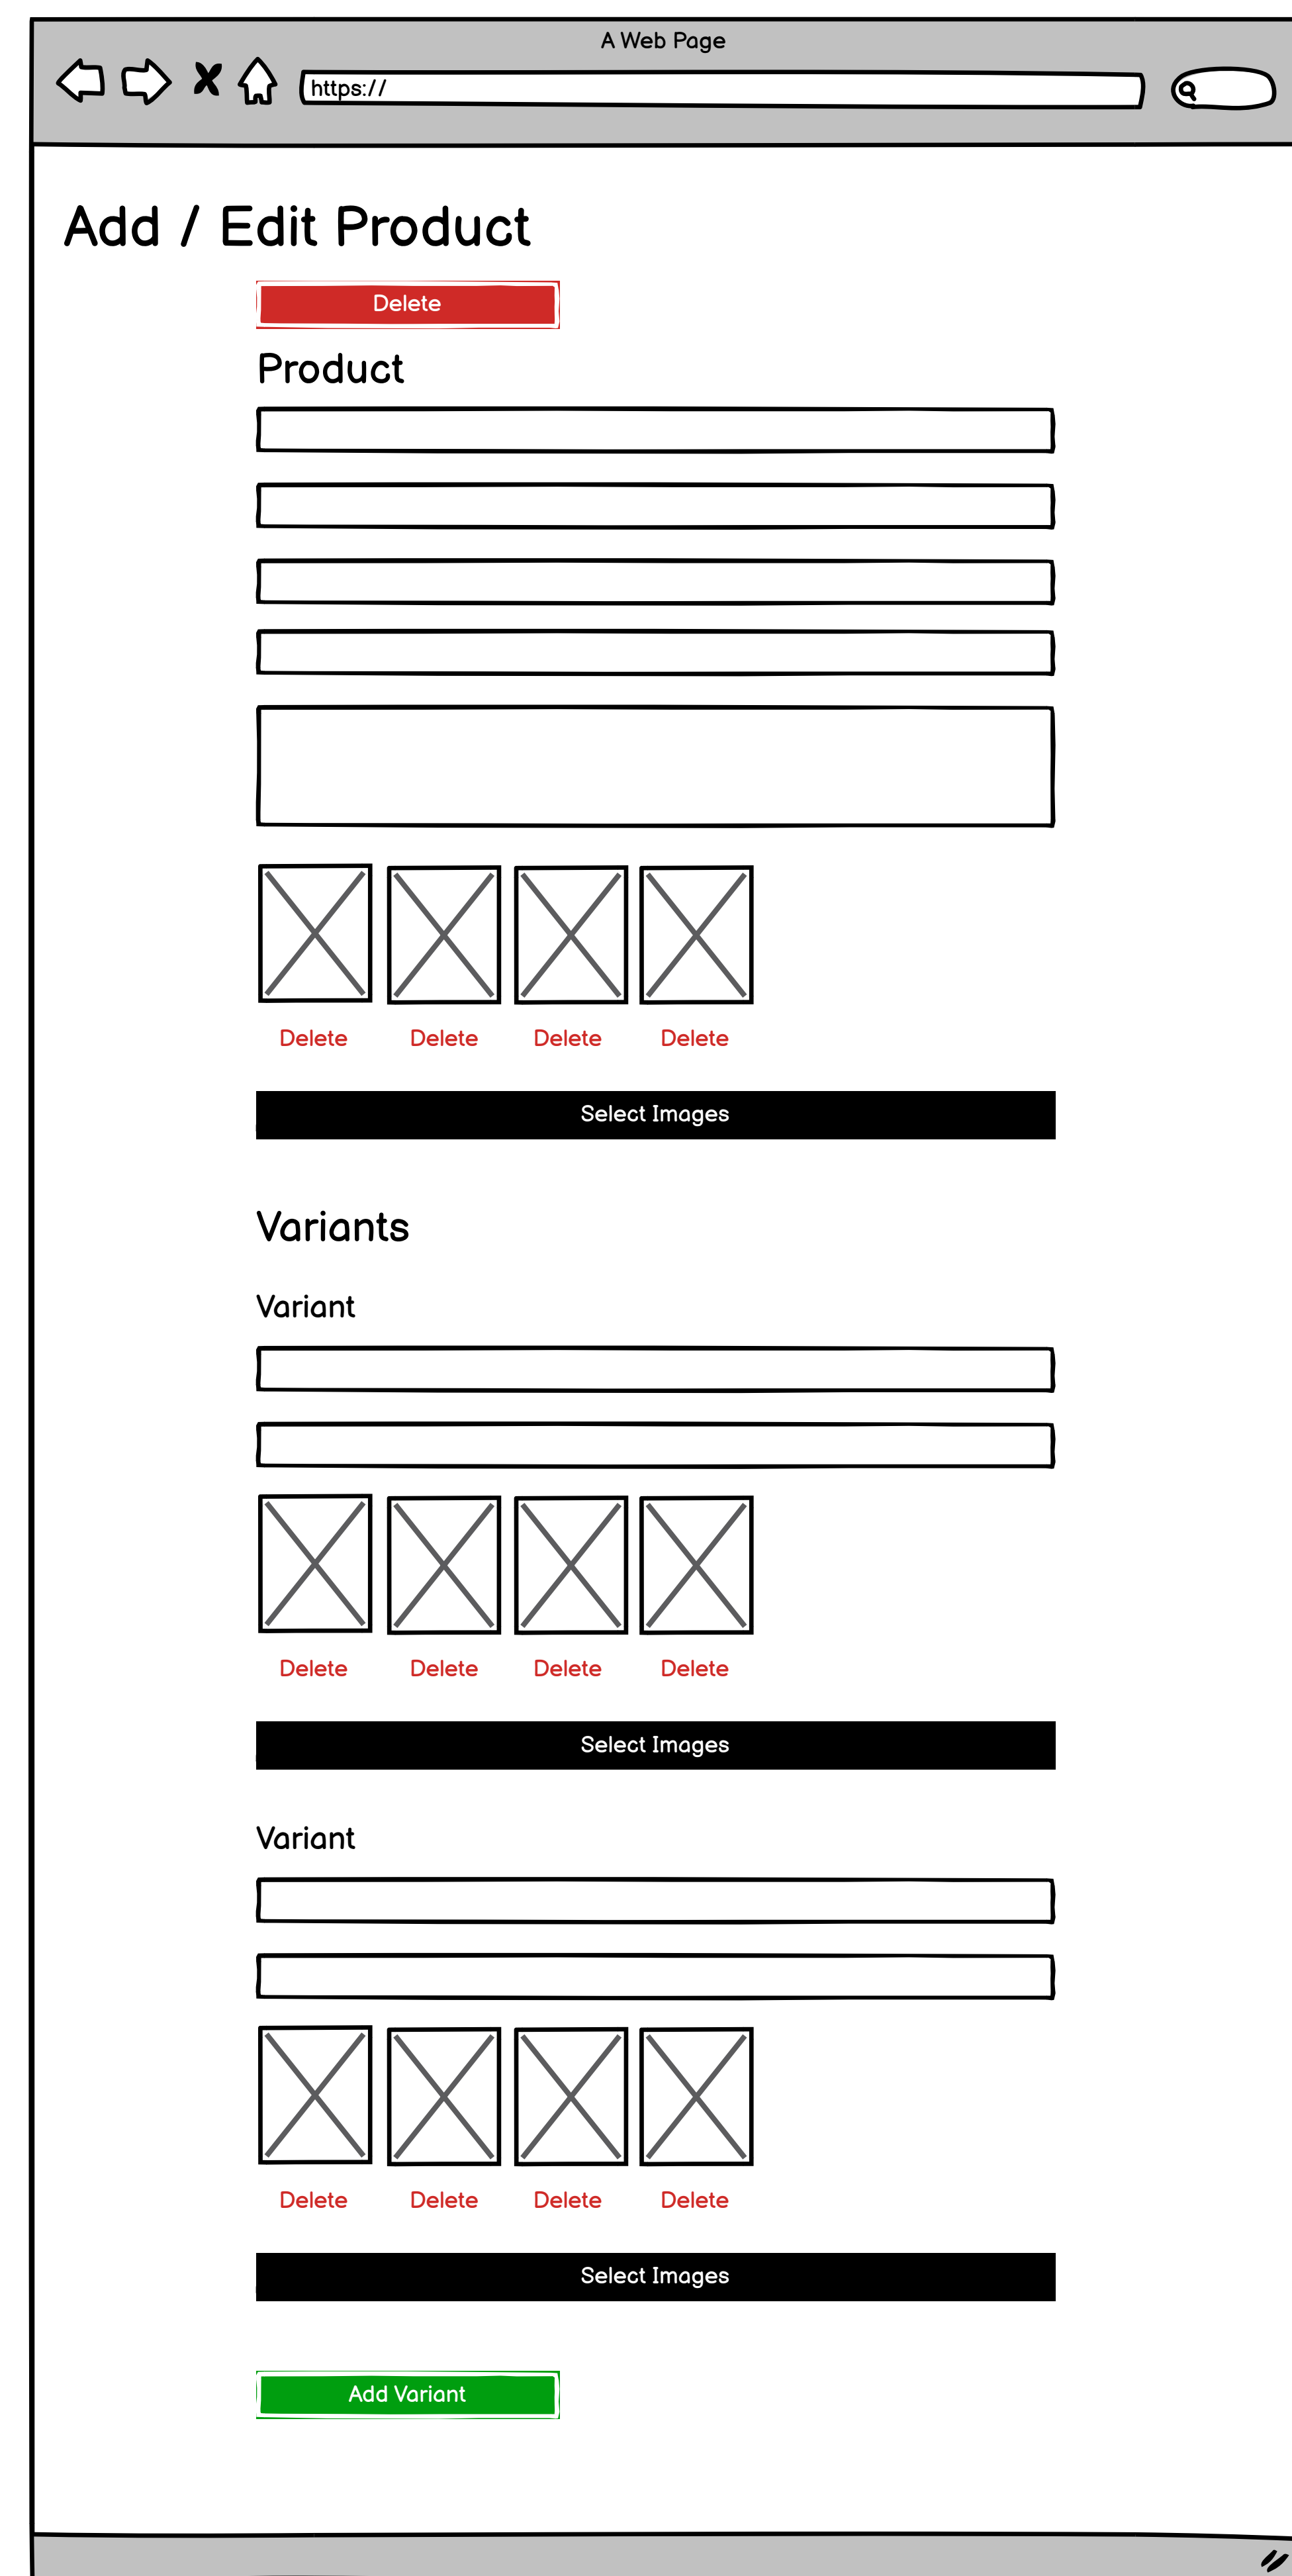 A Web Page
https://
Add / Edit Product
Delete
Product
Delete Delete Delete Delete
Select Images
Variants
Variant
Delete Delete Delete Delete
Select Images
Variant
Delete Delete Delete Delete
Select Images
Add Variant